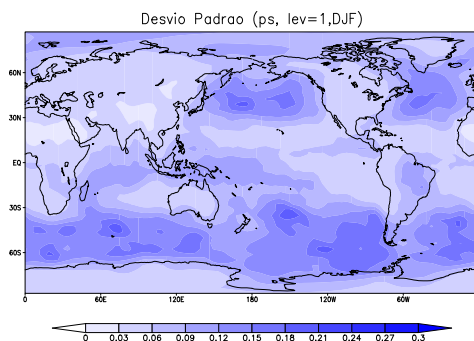 Desvio Padrao (ps, lev=1,DJF)
60N
30N
EQ
30S
60S
0 60E 120E 180 120W 60W
0 0.03 0.06 0.09 0.12 0.15 0.18 0.21 0.24 0.27 0.3